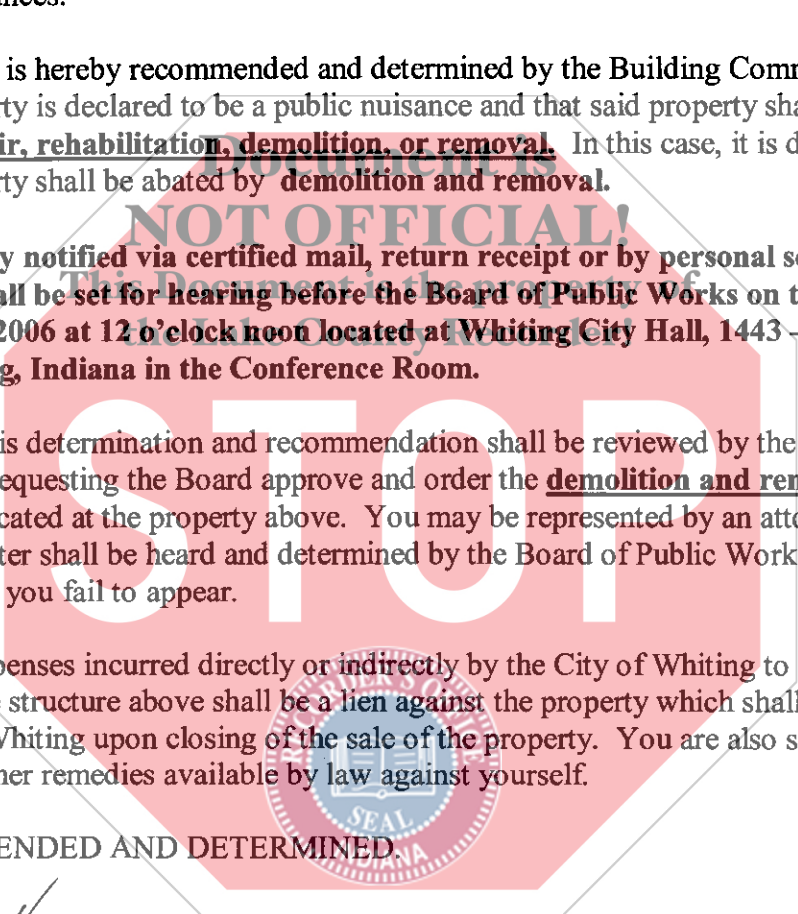 is hereby recommended and determined by the Building Comm
ty is declared to be a public nuisance and that said property sha
ir, rehabilitation, demolition, or removal. In this case, it is d
Document is
ty shall be abated by demolition and removal.
NOT OFFICIAL!
y notified via certified mail, return receipt or by personal se
This Document is the property of
all be set for hearing before the Board of Public Works on t
the Lake County Recorder!
2006 at 12 o'clock noon located at Whiting City Hall, 1443 -
g, Indiana in the Conference Room.
STOP
is determination and recommendation shall be reviewed by the
equesting the Board approve and order the demolition and rem
cated at the property above. You may be represented by an atto
ter shall be heard and determined by the Board of Public Work
you fail to appear.
penses incurred directly or indirectly by the City of Whiting to
structure above shall be a lien against the property which shall
Whiting upon closing of the sale of the property. You are also s
her remedies available by law against yourself.
RECORDER'S OFFICE
SEAL
INDIANA
ENDED AND DETERMINED.